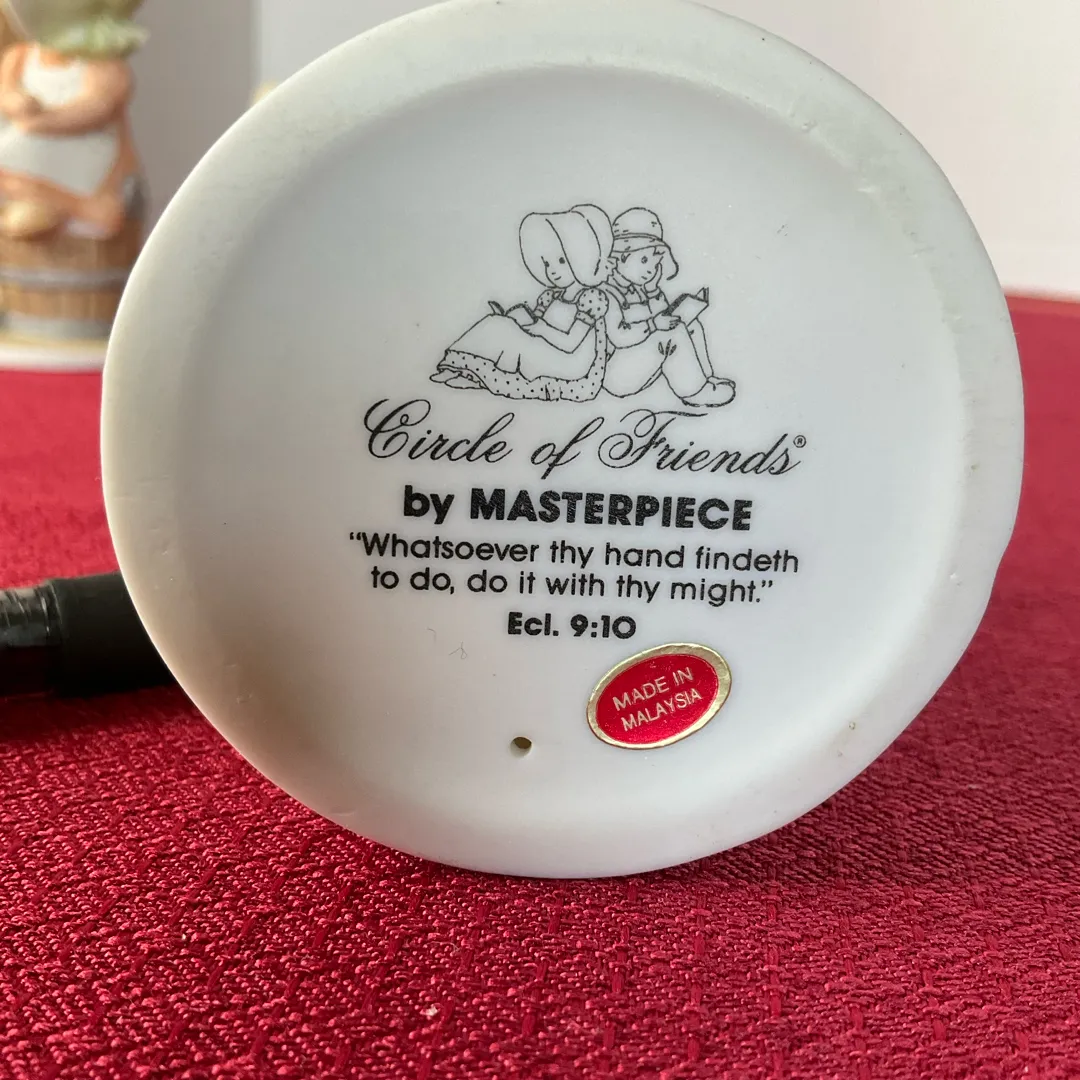 Circle of Friends®
by MASTERPIECE
“Whatsoever thy hand findeth
to do, do it with thy might.”
Ecl. 9:10
MADE IN
MALAYSIA